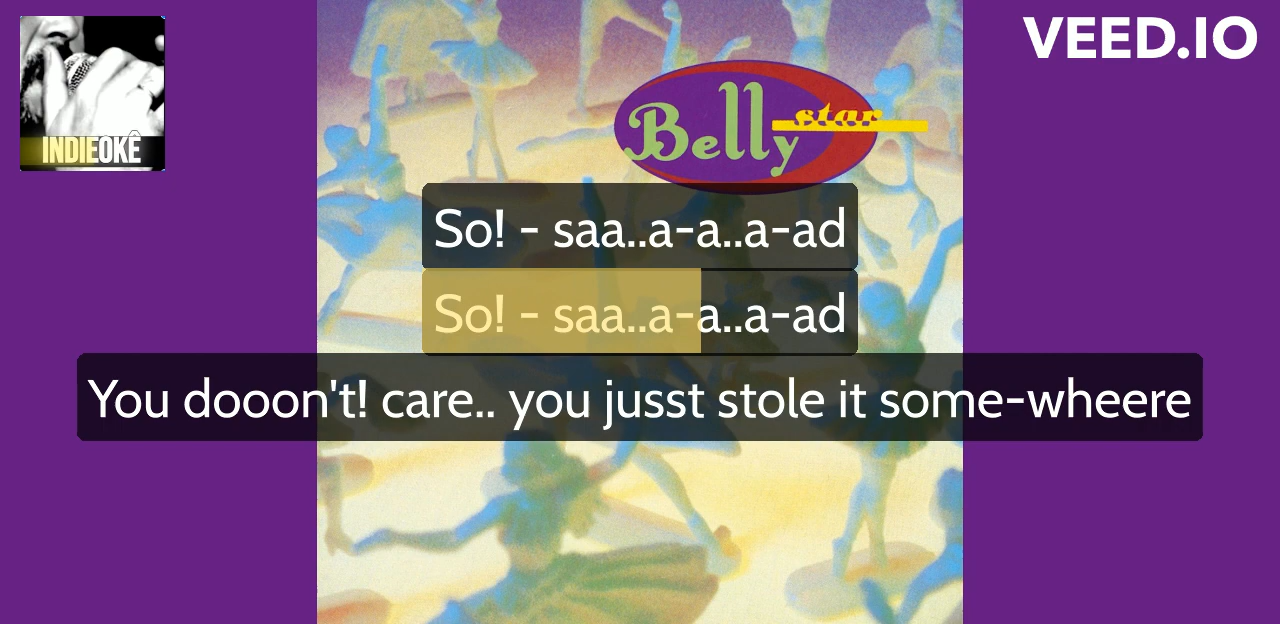 VEED.IO
INDIEOKÊ
Belly
star
So! - saa..a-a..a-ad
So! - saa..a-a..a-ad
You dooon't! care.. you jusst stole it some-wheere